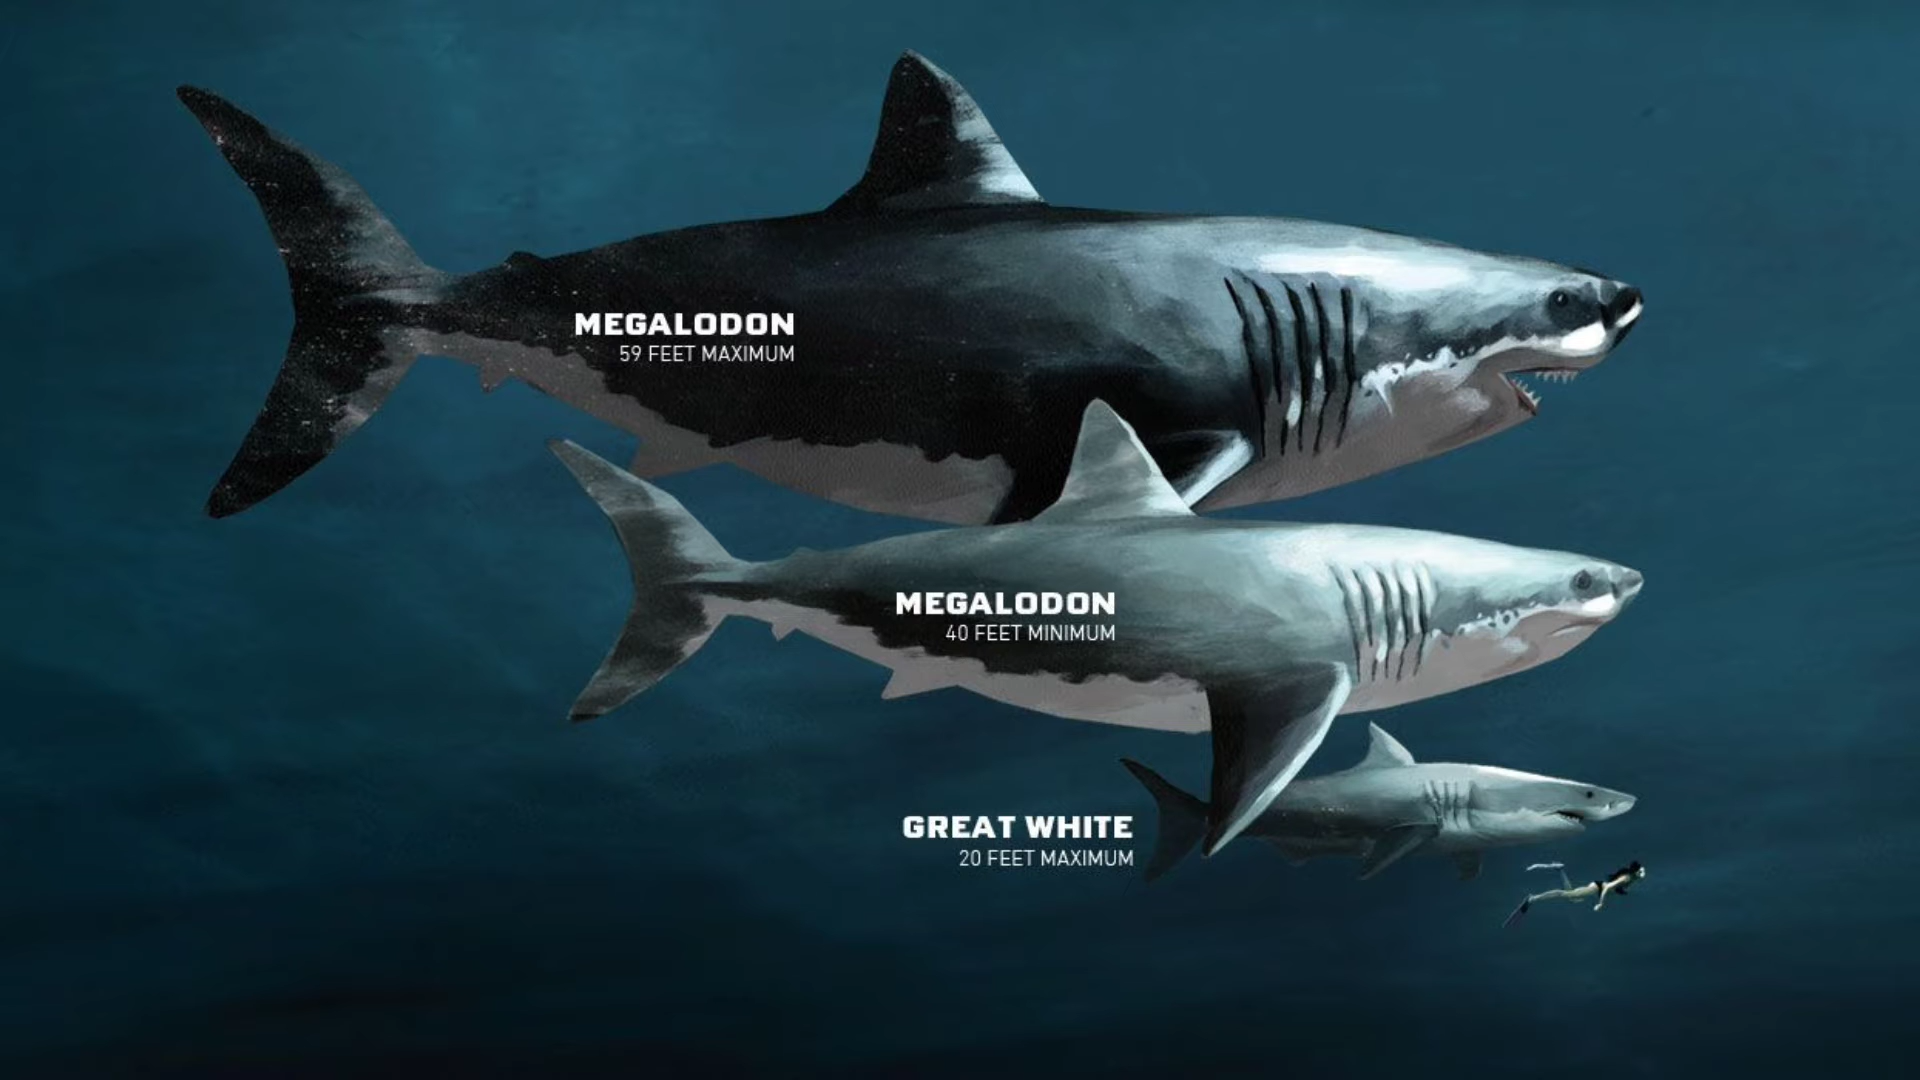 MEGALODON
59 FEET MAXIMUM
MEGALODON
40 FEET MINIMUM
GREAT WHITE
20 FEET MAXIMUM